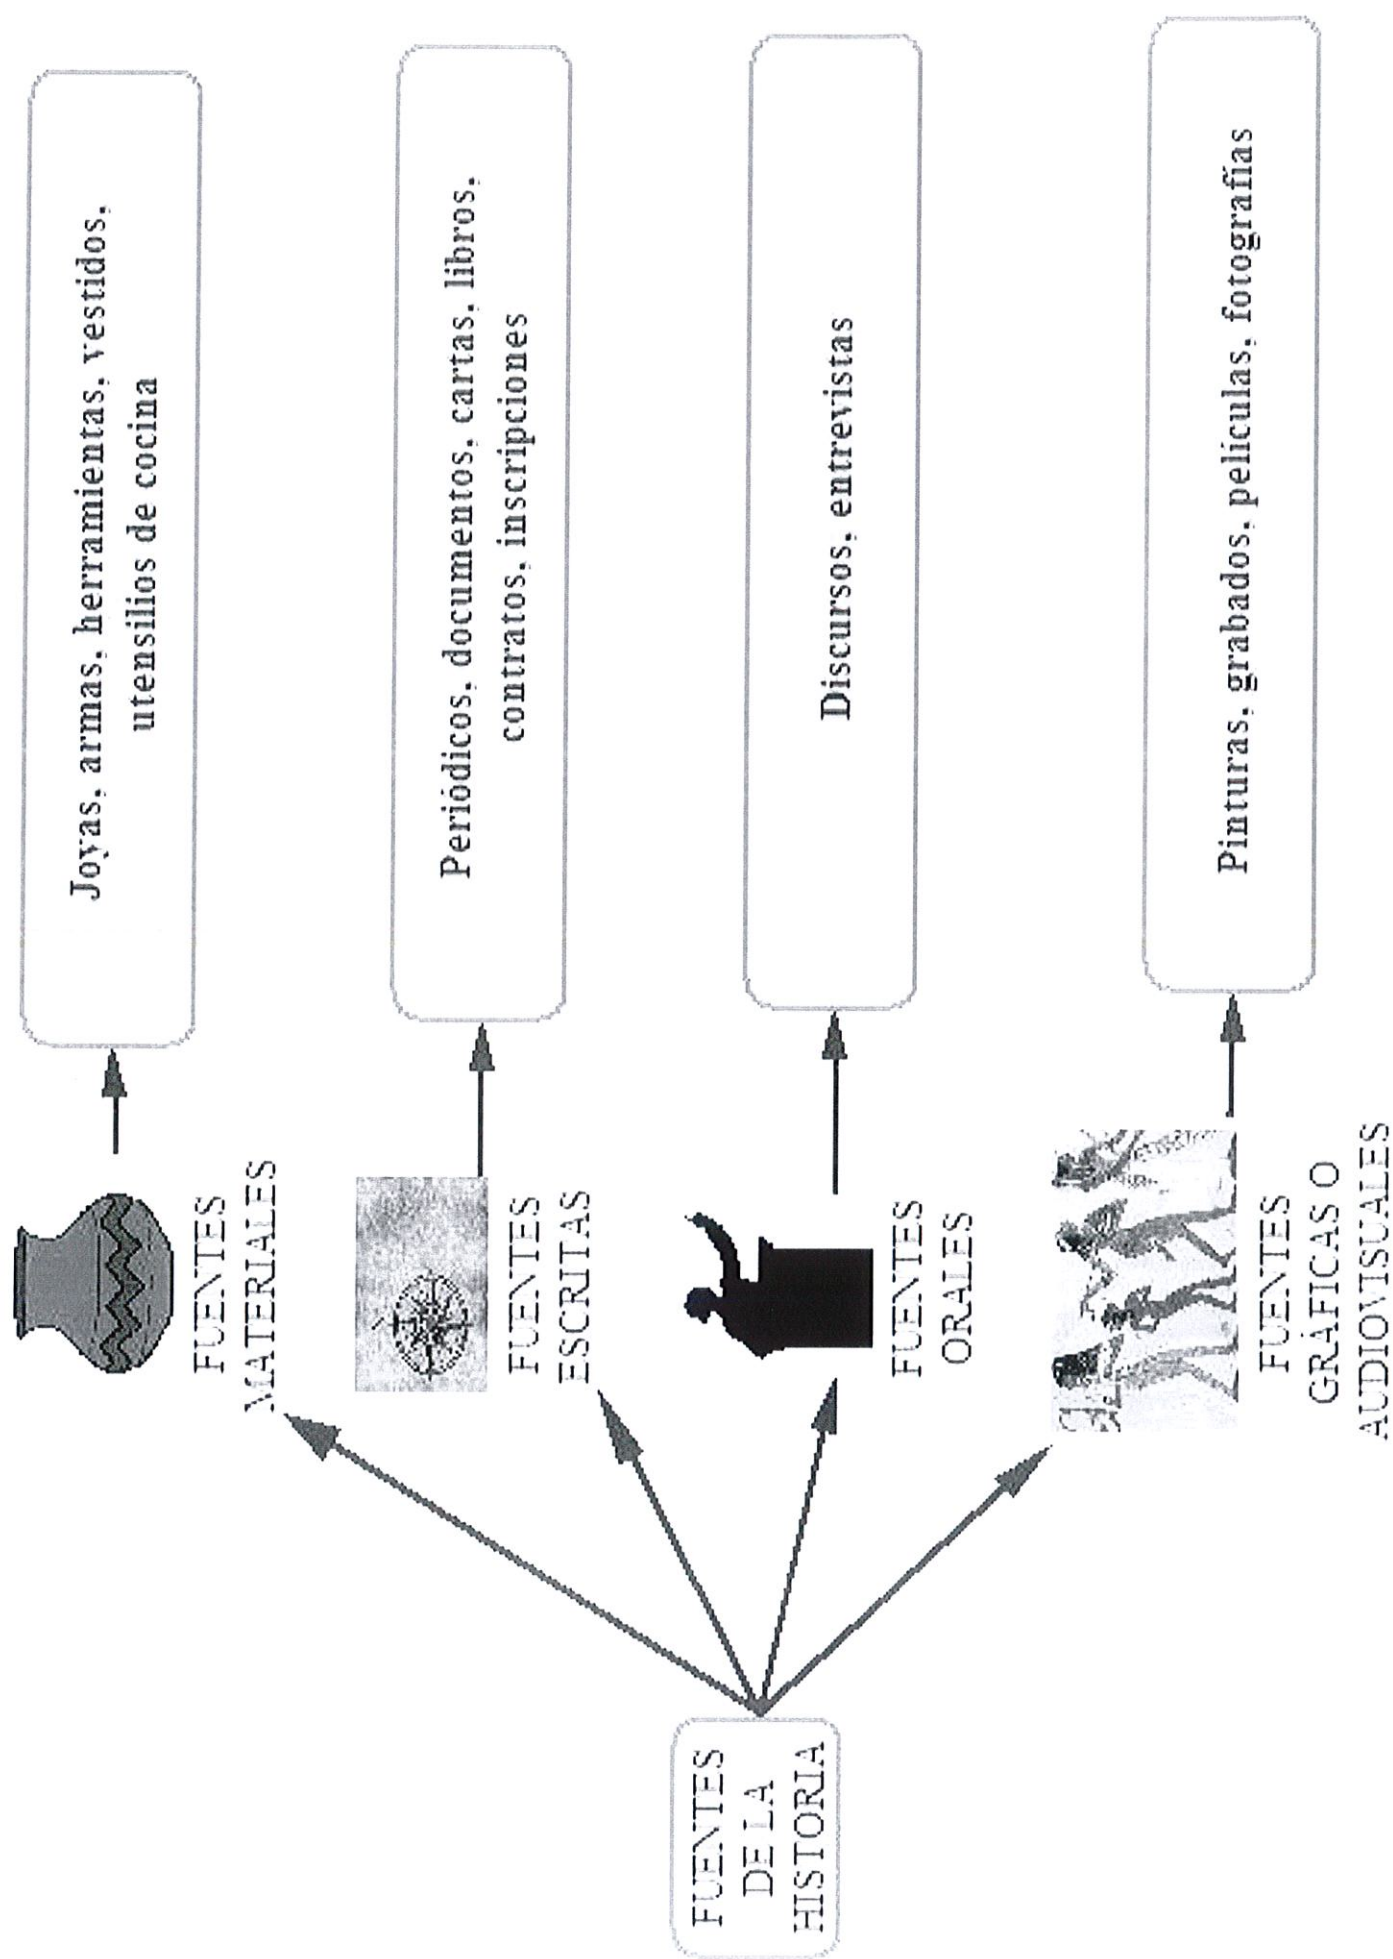 FUENTES
DE LA
HISTORIA
FUENTES
MATERIALES
Joyas, armas, herramientas, vestidos,
utensilios de cocina
FUENTES
ESCRITAS
Periódicos, documentos, cartas, libros,
contratos, inscripciones
FUENTES
ORALES
Discursos, entrevistas
FUENTES
GRÁFICAS O
AUDIOVISUALES
Pinturas, grabados, películas, fotografías